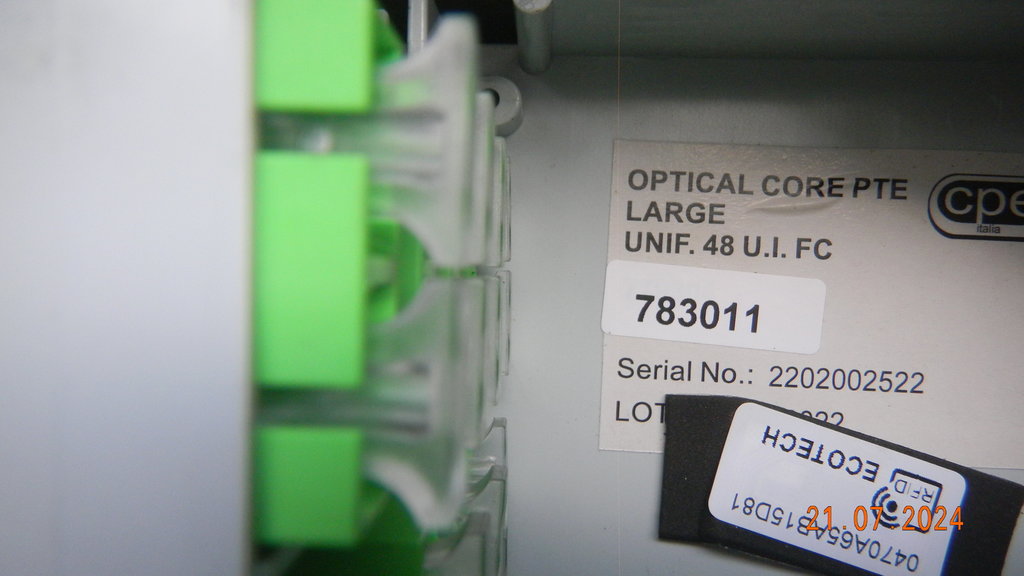 OPTICAL CORE PTE
LARGE
UNIF. 48 U.I. FC
cpe
italia
783011
Serial No.: 2202002522
LOT
ECOTECH
RFID
0470A65AB15D81
21.07.2024